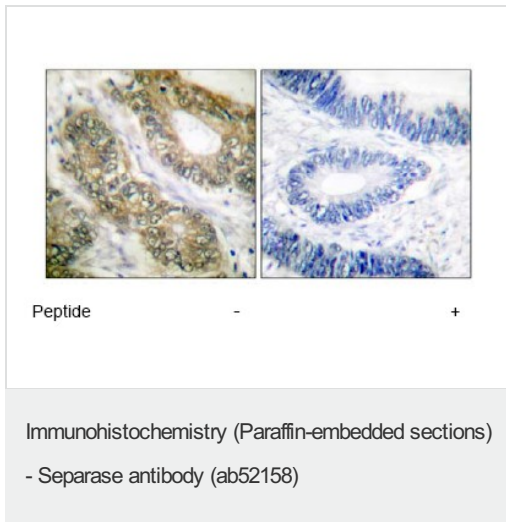 Peptide - +
Immunohistochemistry (Paraffin-embedded sections)
- Separase antibody (ab52158)